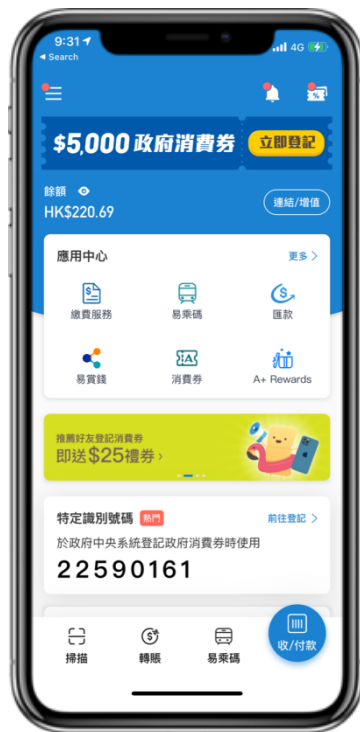 9:31
4G
Search
$5,000 政府消費券
立即登記
餘額
HK$220.69
連結/增值
應用中心
更多
繳費服務
易乘碼
匯款
易賞錢
消費券
A+ Rewards
推薦好友登記消費券
即送$25禮券
特定識別號碼 熱門
前往登記
於政府中央系統登記政府消費券時使用
22590161
掃描
轉賬
易乘碼
收/付款